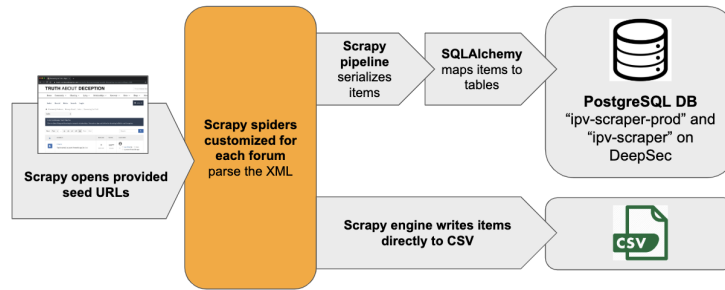 TRUTH ABOUT DECEPTION
Scrapy opens provided
seed URLs
Scrapy spiders
customized for
each forum
parse the XML
Scrapy
pipeline
serializes
items
SQLAlchemy
maps items to
tables
PostgreSQL DB
“ipv-scraper-prod” and
“ipv-scraper” on
DeepSec
Scrapy engine writes items
directly to CSV
CSV